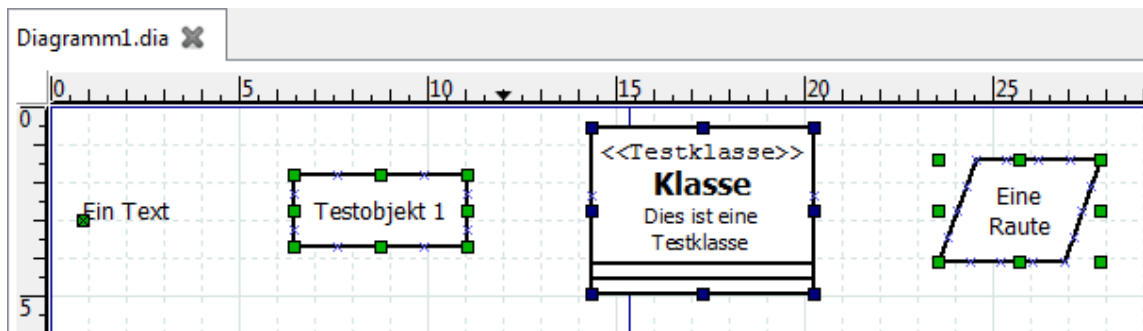 Diagramm1.dia
0 5 10 15 20 25
0
Ein Text
Testobjekt 1
<<Testklasse>>
Klasse
Dies ist eine
Testklasse
Eine
Raute
5